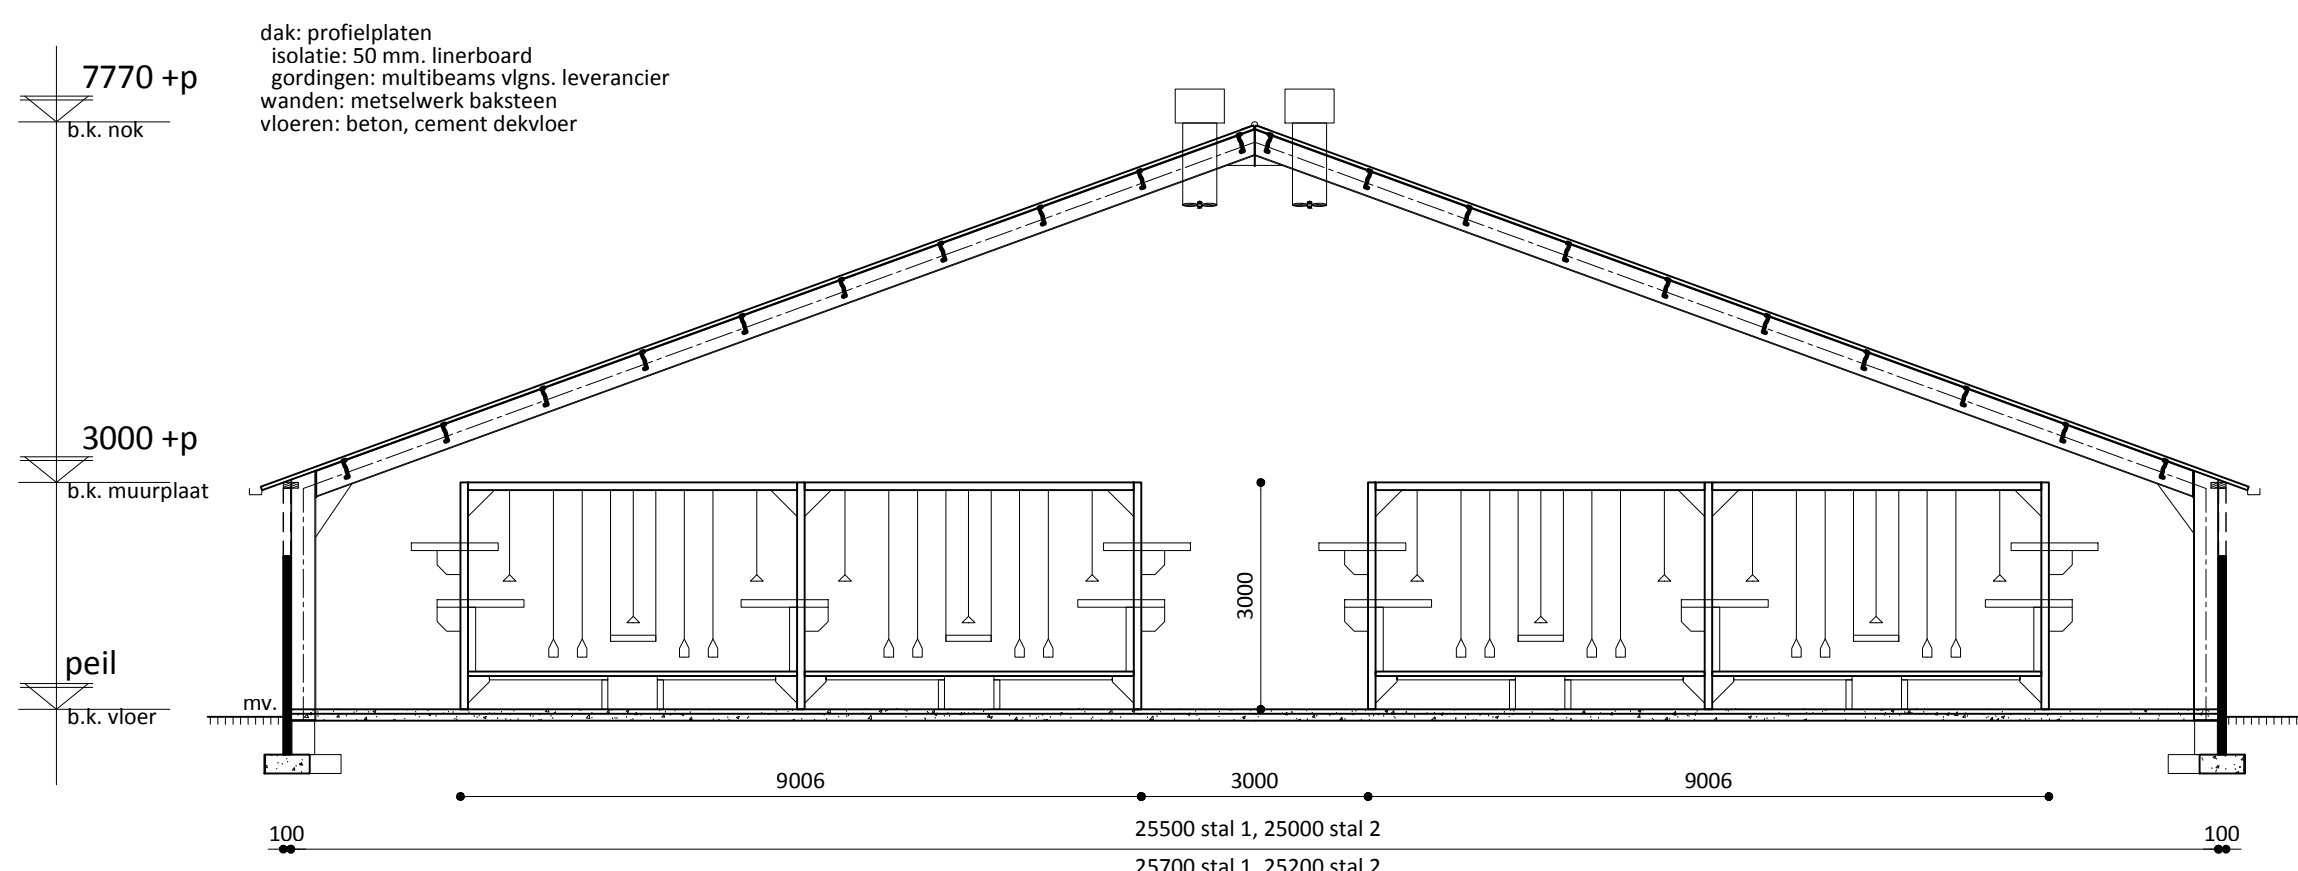 dak: profielplaten
isolatie: 50 mm. linerboard
gordingen: multibeams vlgns. leverancier
wanden: metselwerk baksteen
vloeren: beton, cement dekvloer
7770 +p
b.k. nok
3000 +p
b.k. muurplaat
3000
peil
b.k. vloer
mv.
9006
3000
9006
100
25500 stal 1, 25000 stal 2
100
25700 stal 1, 25200 stal 2